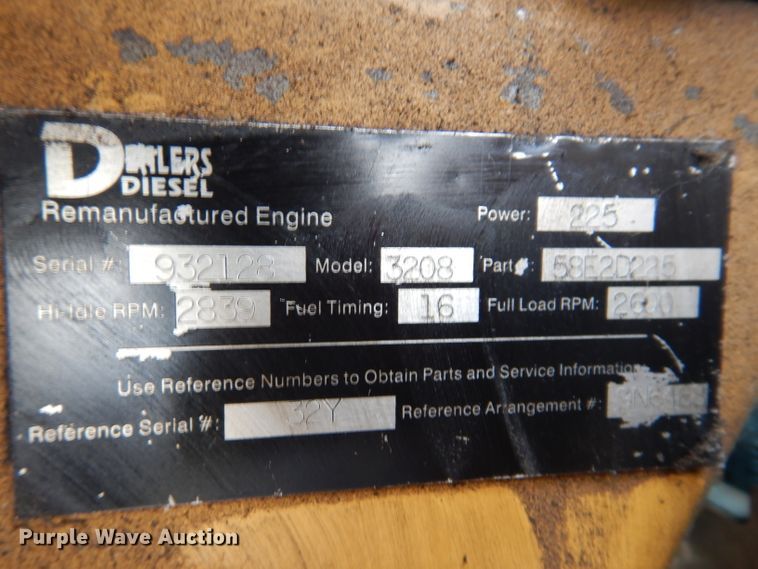 DEALERS
DIESEL
Remanufactured Engine Power: 225
Serial #: 932128 Model: 3208 Part #: 58E2D225
Hi-Idle RPM: 2839 Fuel Timing: 16 Full Load RPM: 2600
Use Reference Numbers to Obtain Parts and Service Information
Reference Serial #: 32Y Reference Arrangement #:
Purple Wave Auction